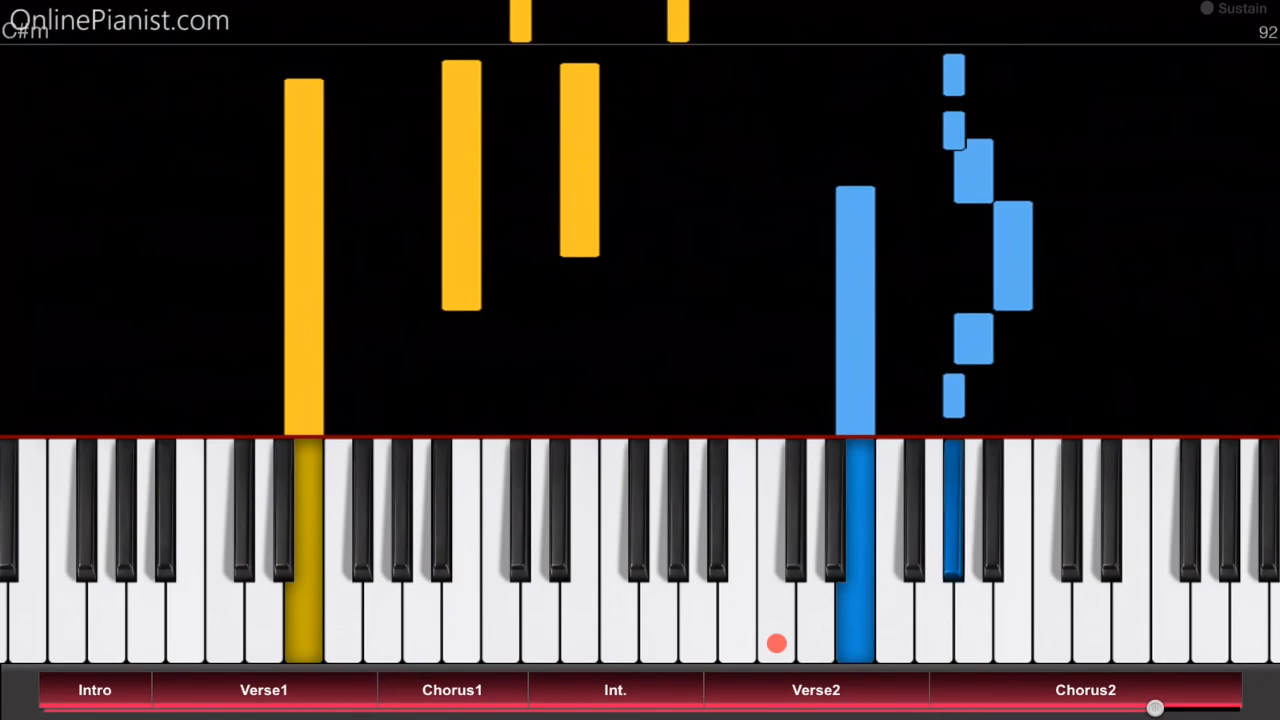 OnlinePianist.com
Sustain
C#m
92
Intro
Verse1
Chorus1
Int.
Verse2
Chorus2